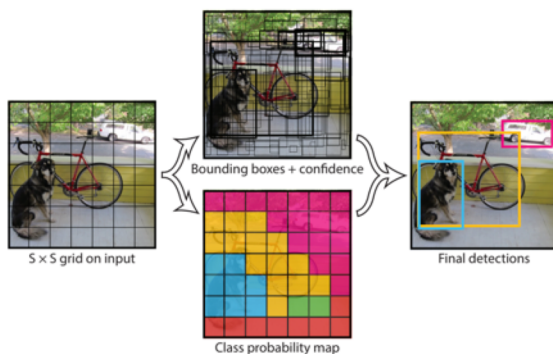 Bounding boxes + confidence
S × S grid on input
Final detections
Class probability map